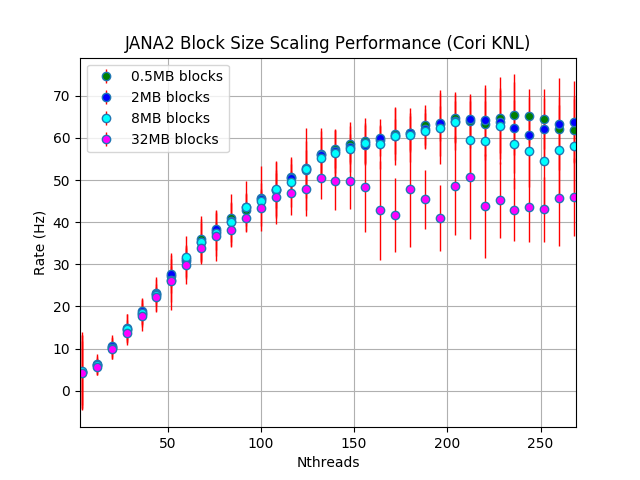 JANA2 Block Size Scaling Performance (Cori KNL)
0.5MB blocks
2MB blocks
8MB blocks
32MB blocks
Rate (Hz)
70
60
50
40
30
20
10
0
50 100 150 200 250
Nthreads